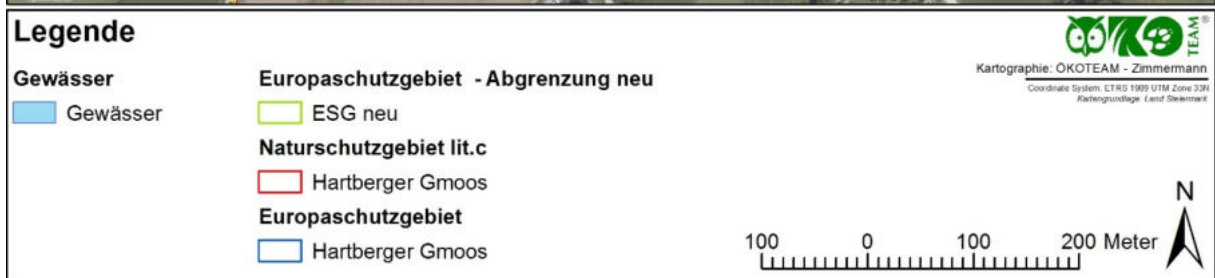 Legende
ÖKO TEAM®
Kartographie: ÖKOTEAM - Zimmermann
Coordinate System: ETRS 1989 UTM Zone 33N
Kartengrundlage: Land Steiermark
Gewässer
Gewässer
Europaschutzgebiet - Abgrenzung neu
ESG neu
Naturschutzgebiet lit.c
Hartberger Gmoos
Europaschutzgebiet
Hartberger Gmoos
100 0 100 200 Meter
N